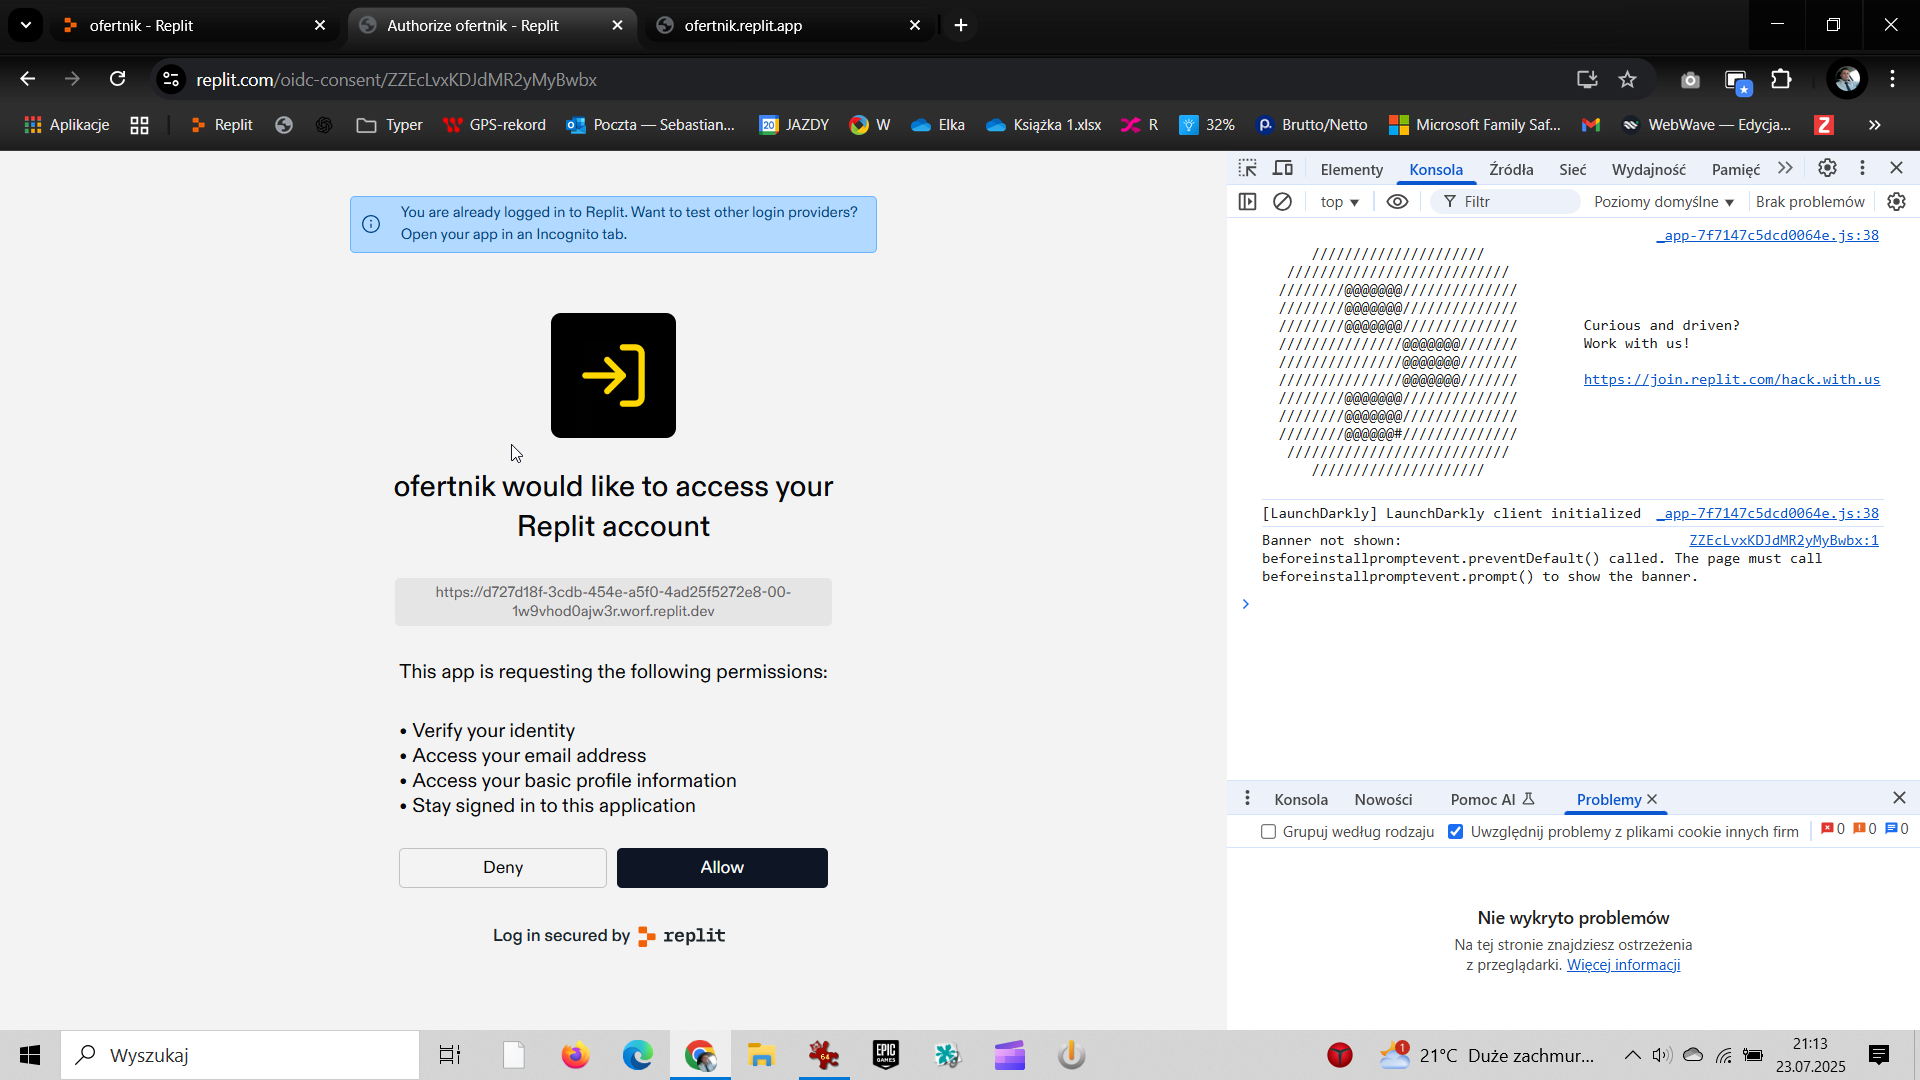 ofertnik - Replit
Authorize ofertnik - Replit
ofertnik.replit.app
replit.com/oidc-consent/ZZEcLvxKDJdMR2yMyBwbx
Aplikacje
Replit
Typer
GPS-rekord
Poczta — Sebastian...
20 JAZDY
W
Elka
Książka 1.xlsx
R
32%
Brutto/Netto
Microsoft Family Saf...
WebWave — Edycja...
Z
»
You are already logged in to Replit. Want to test other login providers?
Open your app in an Incognito tab.
ofertnik would like to access your
Replit account
https://d727d18f-3cdb-454e-a5f0-4ad25f5272e8-00-
1w9vhod0ajw3r.worf.replit.dev
This app is requesting the following permissions:
• Verify your identity
• Access your email address
• Access your basic profile information
• Stay signed in to this application
Deny
Allow
Log in secured by replit
Elementy
Konsola
Źródła
Sieć
Wydajność
Pamięć
top
Filtr
Poziomy domyślne
Brak problemów
_app-7f7147c5dcd0064e.js:38
/////////////////////
///////////////////////////
////////@@@@@@@//////////////
////////@@@@@@@//////////////
////////@@@@@@@////////////// Curious and driven?
///////////////@@@@@@@/////// Work with us!
///////////////@@@@@@@///////
///////////////@@@@@@@/////// https://join.replit.com/hack.with.us
////////@@@@@@@//////////////
////////@@@@@@@//////////////
////////@@@@@@#//////////////
///////////////////////////
/////////////////////
[LaunchDarkly] LaunchDarkly client initialized _app-7f7147c5dcd0064e.js:38
Banner not shown: ZZEcLvxKDJdMR2yMyBwbx:1
beforeinstallpromptevent.preventDefault() called. The page must call
beforeinstallpromptevent.prompt() to show the banner.
Konsola
Nowości
Pomoc AI
Problemy
Grupuj według rodzaju
Uwzględnij problemy z plikami cookie innych firm
0 0 0
Nie wykryto problemów
Na tej stronie znajdziesz ostrzeżenia
z przeglądarki. Więcej informacji
Wyszukaj
64
EPIC GAMES
1
21°C Duże zachmur...
21:13
23.07.2025